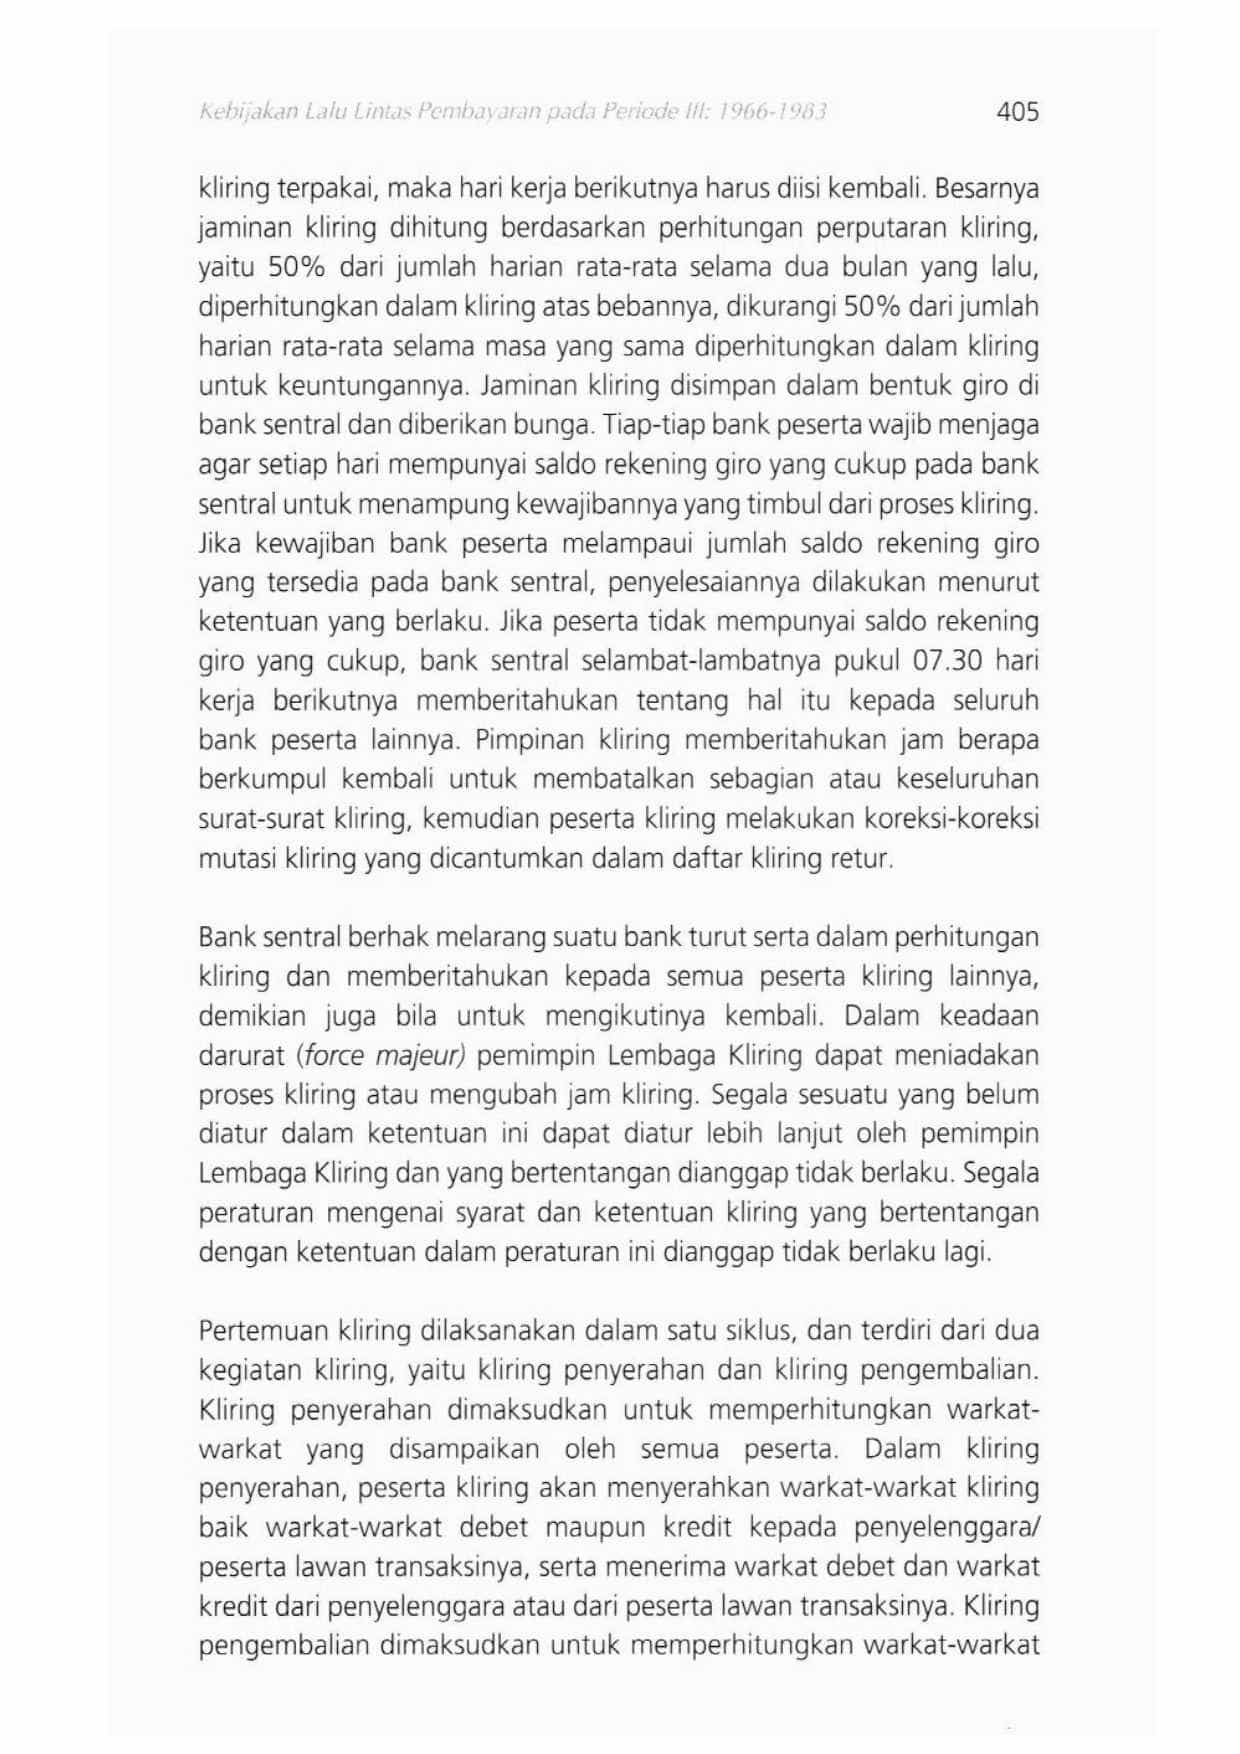 Kebijakan Lalu Lintas Pembayaran pada Periode III: 1966-1983 405
kliring terpakai, maka hari kerja berikutnya harus diisi kembali. Besarnya
jaminan kliring dihitung berdasarkan perhitungan perputaran kliring,
yaitu 50% dari jumlah harian rata-rata selama dua bulan yang lalu,
diperhitungkan dalam kliring atas bebannya, dikurangi 50% dari jumlah
harian rata-rata selama masa yang sama diperhitungkan dalam kliring
untuk keuntungannya. Jaminan kliring disimpan dalam bentuk giro di
bank sentral dan diberikan bunga. Tiap-tiap bank peserta wajib menjaga
agar setiap hari mempunyai saldo rekening giro yang cukup pada bank
sentral untuk menampung kewajibannya yang timbul dari proses kliring.
Jika kewajiban bank peserta melampaui jumlah saldo rekening giro
yang tersedia pada bank sentral, penyelesaiannya dilakukan menurut
ketentuan yang berlaku. Jika peserta tidak mempunyai saldo rekening
giro yang cukup, bank sentral selambat-lambatnya pukul 07.30 hari
kerja berikutnya memberitahukan tentang hal itu kepada seluruh
bank peserta lainnya. Pimpinan kliring memberitahukan jam berapa
berkumpul kembali untuk membatalkan sebagian atau keseluruhan
surat-surat kliring, kemudian peserta kliring melakukan koreksi-koreksi
mutasi kliring yang dicantumkan dalam daftar kliring retur.
Bank sentral berhak melarang suatu bank turut serta dalam perhitungan
kliring dan memberitahukan kepada semua peserta kliring lainnya,
demikian juga bila untuk mengikutinya kembali. Dalam keadaan
darurat (force majeur) pemimpin Lembaga Kliring dapat meniadakan
proses kliring atau mengubah jam kliring. Segala sesuatu yang belum
diatur dalam ketentuan ini dapat diatur lebih lanjut oleh pemimpin
Lembaga Kliring dan yang bertentangan dianggap tidak berlaku. Segala
peraturan mengenai syarat dan ketentuan kliring yang bertentangan
dengan ketentuan dalam peraturan ini dianggap tidak berlaku lagi.
Pertemuan kliring dilaksanakan dalam satu siklus, dan terdiri dari dua
kegiatan kliring, yaitu kliring penyerahan dan kliring pengembalian.
Kliring penyerahan dimaksudkan untuk memperhitungkan warkat-
warkat yang disampaikan oleh semua peserta. Dalam kliring
penyerahan, peserta kliring akan menyerahkan warkat-warkat kliring
baik warkat-warkat debet maupun kredit kepada penyelenggara/
peserta lawan transaksinya, serta menerima warkat debet dan warkat
kredit dari penyelenggara atau dari peserta lawan transaksinya. Kliring
pengembalian dimaksudkan untuk memperhitungkan warkat-warkat